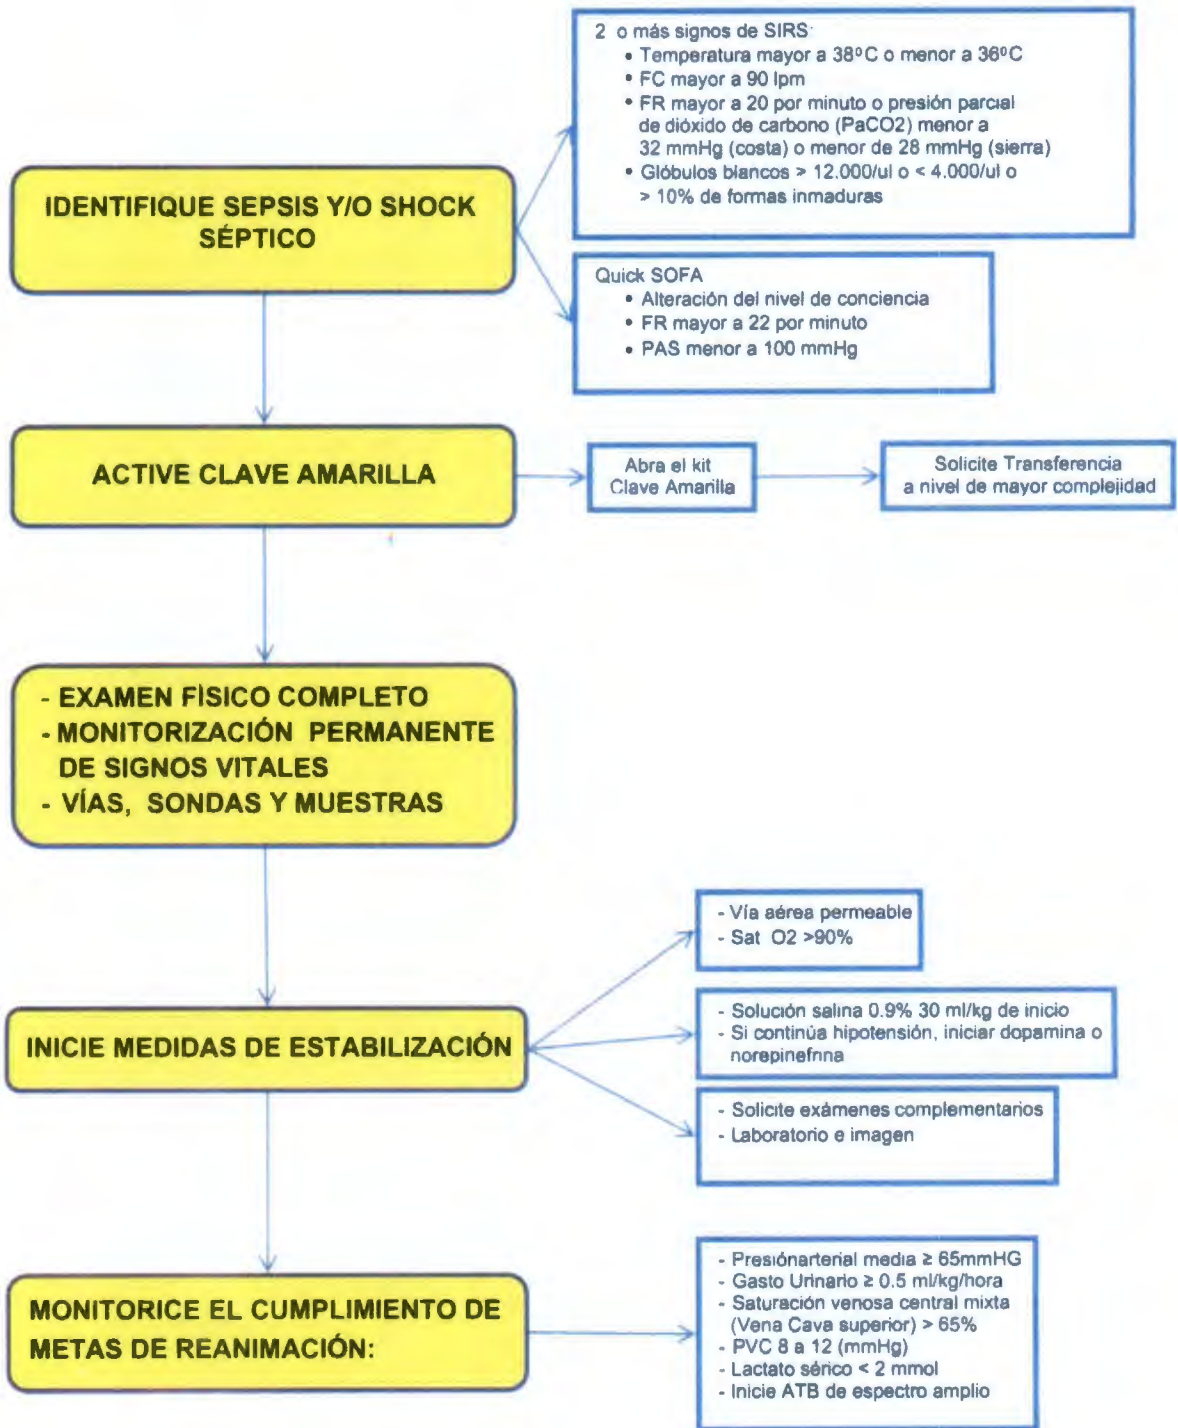 2 o más signos de SIRS:
• Temperatura mayor a 38ºC o menor a 36ºC
• FC mayor a 90 lpm
• FR mayor a 20 por minuto o presión parcial
de dióxido de carbono (PaCO2) menor a
32 mmHg (costa) o menor de 28 mmHg (sierra)
• Glóbulos blancos > 12.000/ul o < 4.000/ul o
> 10% de formas inmaduras
IDENTIFIQUE SEPSIS Y/O SHOCK
SÉPTICO
Quick SOFA
• Alteración del nivel de conciencia
• FR mayor a 22 por minuto
• PAS menor a 100 mmHg
ACTIVE CLAVE AMARILLA
Abra el kit
Clave Amarilla
Solicite Transferencia
a nivel de mayor complejidad
- EXAMEN FÍSICO COMPLETO
- MONITORIZACIÓN PERMANENTE
DE SIGNOS VITALES
- VÍAS, SONDAS Y MUESTRAS
- Vía aérea permeable
- Sat O2 >90%
INICIE MEDIDAS DE ESTABILIZACIÓN
- Solución salina 0.9% 30 ml/kg de inicio
- Si continúa hipotensión, iniciar dopamina o
norepinefrina
- Solicite exámenes complementarios
- Laboratorio e imagen
MONITORICE EL CUMPLIMIENTO DE
METAS DE REANIMACIÓN:
- Presiónarterial media ≥ 65mmHG
- Gasto Urinario ≥ 0.5 ml/kg/hora
- Saturación venosa central mixta
(Vena Cava superior) > 65%
- PVC 8 a 12 (mmHg)
- Lactato sérico < 2 mmol
- Inicie ATB de espectro amplio